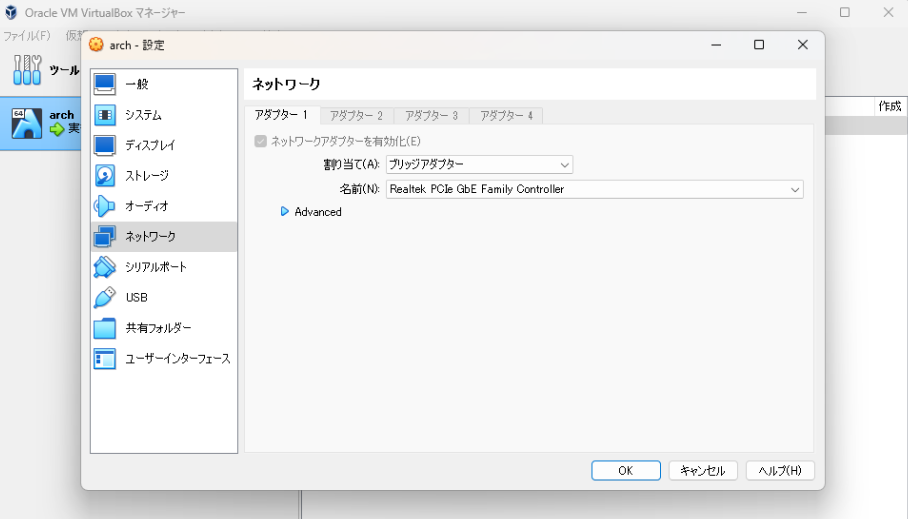 Oracle VM VirtualBox マネージャー
ファイル(F)
arch - 設定
ツール
64
arch
作成
一般
システム
ディスプレイ
ストレージ
オーディオ
ネットワーク
シリアルポート
USB
共有フォルダー
ユーザーインターフェース
ネットワーク
アダプター 1 アダプター 2 アダプター 3 アダプター 4
ネットワークアダプターを有効化(E)
割り当て(A): ブリッジアダプター
名前(N): Realtek PCIe GbE Family Controller
Advanced
OK キャンセル ヘルプ(H)